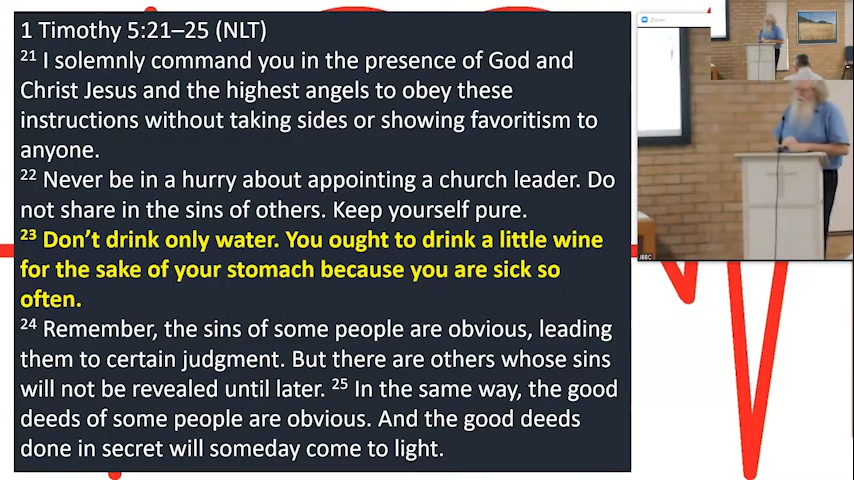 1 Timothy 5:21–25 (NLT)
21 I solemnly command you in the presence of God and
Christ Jesus and the highest angels to obey these
instructions without taking sides or showing favoritism to
anyone.
22 Never be in a hurry about appointing a church leader. Do
not share in the sins of others. Keep yourself pure.
23 Don't drink only water. You ought to drink a little wine
for the sake of your stomach because you are sick so
often.
24 Remember, the sins of some people are obvious, leading
them to certain judgment. But there are others whose sins
will not be revealed until later. 25 In the same way, the good
deeds of some people are obvious. And the good deeds
done in secret will someday come to light.
Zoom